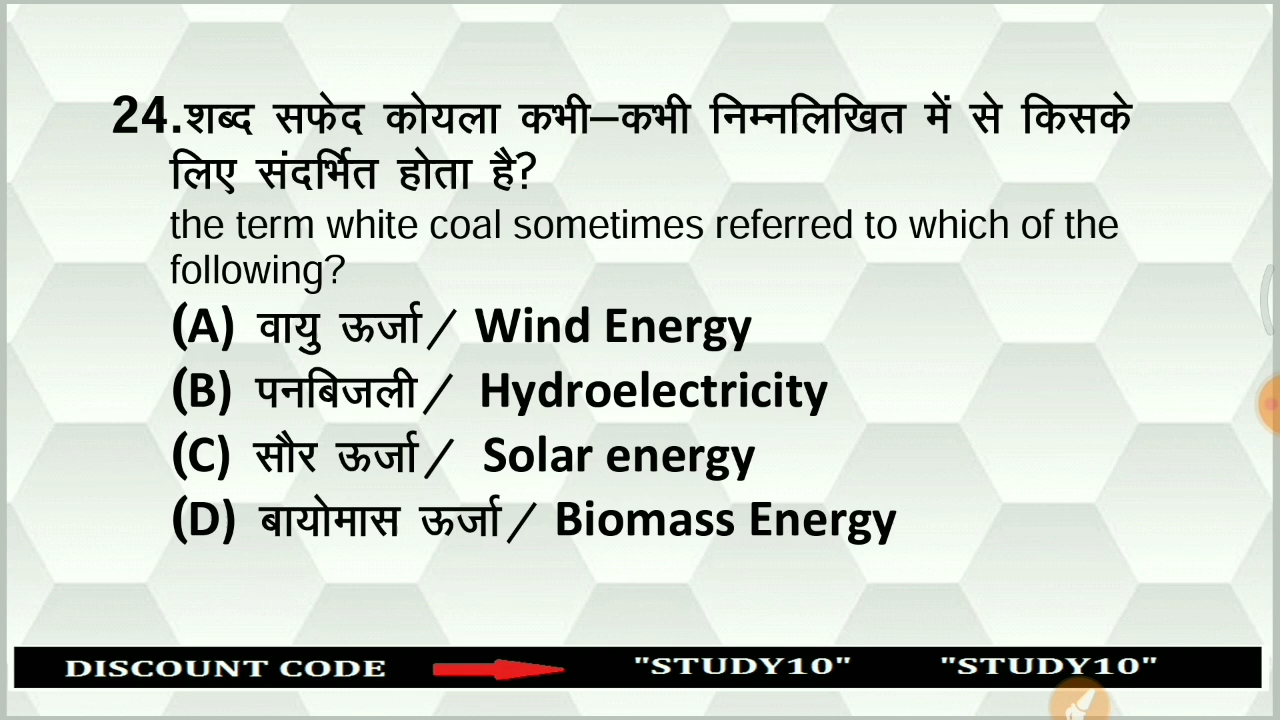 24.शब्द सफेद कोयला कभी–कभी निम्नलिखित में से किसके
लिए संदर्भित होता है?
the term white coal sometimes referred to which of the
following?
(A) वायु ऊर्जा / Wind Energy
(B) पनबिजली / Hydroelectricity
(C) सौर ऊर्जा / Solar energy
(D) बायोमास ऊर्जा / Biomass Energy
DISCOUNT CODE "STUDY10" "STUDY10"